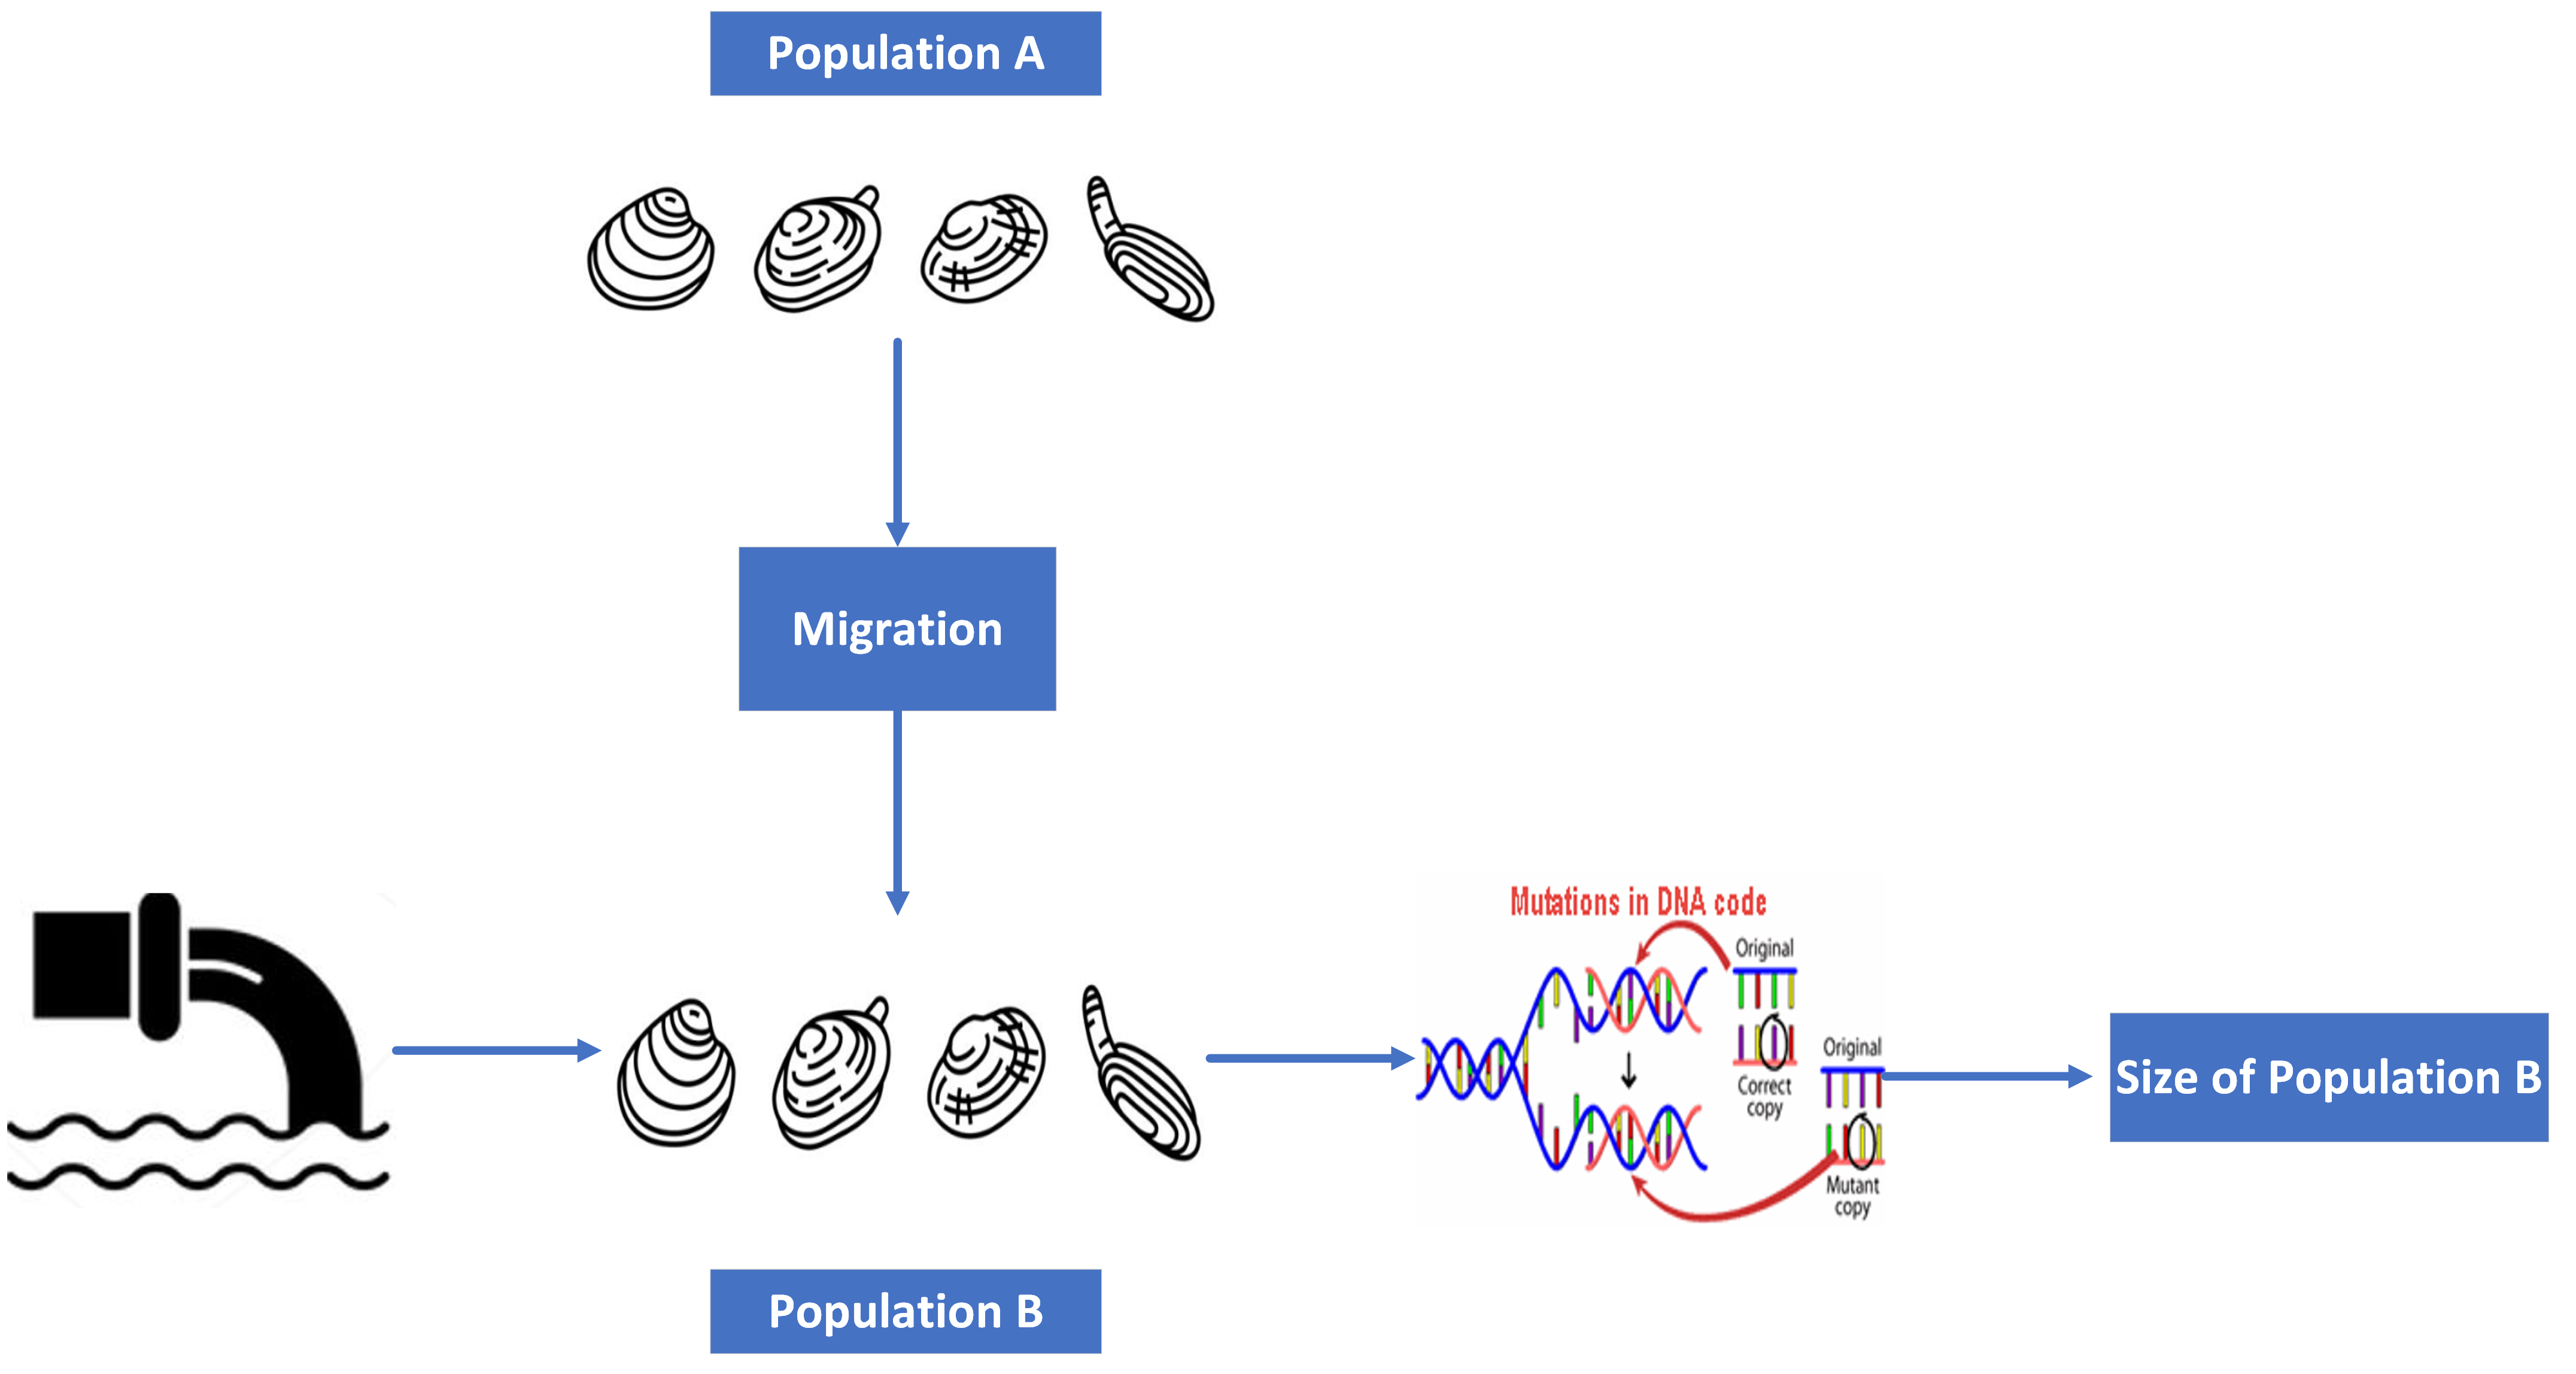 Population A
Migration
Mutations in DNA code
Original
Correct
copy
Original
Mutant
copy
Size of Population B
Population B